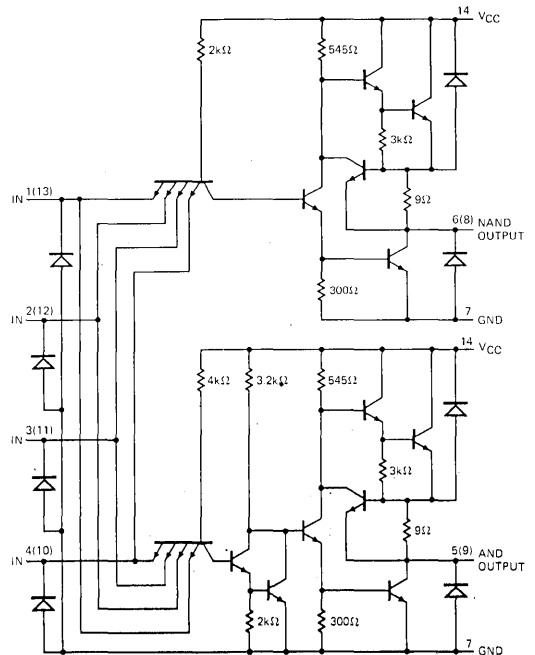 14 VCC
2kΩ
545Ω
3kΩ
IN 1(13)
9Ω
6(8) NAND OUTPUT
300Ω
IN 2(12)
7 GND
14 VCC
4kΩ
3.2kΩ
545Ω
IN 3(11)
3kΩ
9Ω
IN 4(10)
5(9) AND OUTPUT
2kΩ
300Ω
7 GND